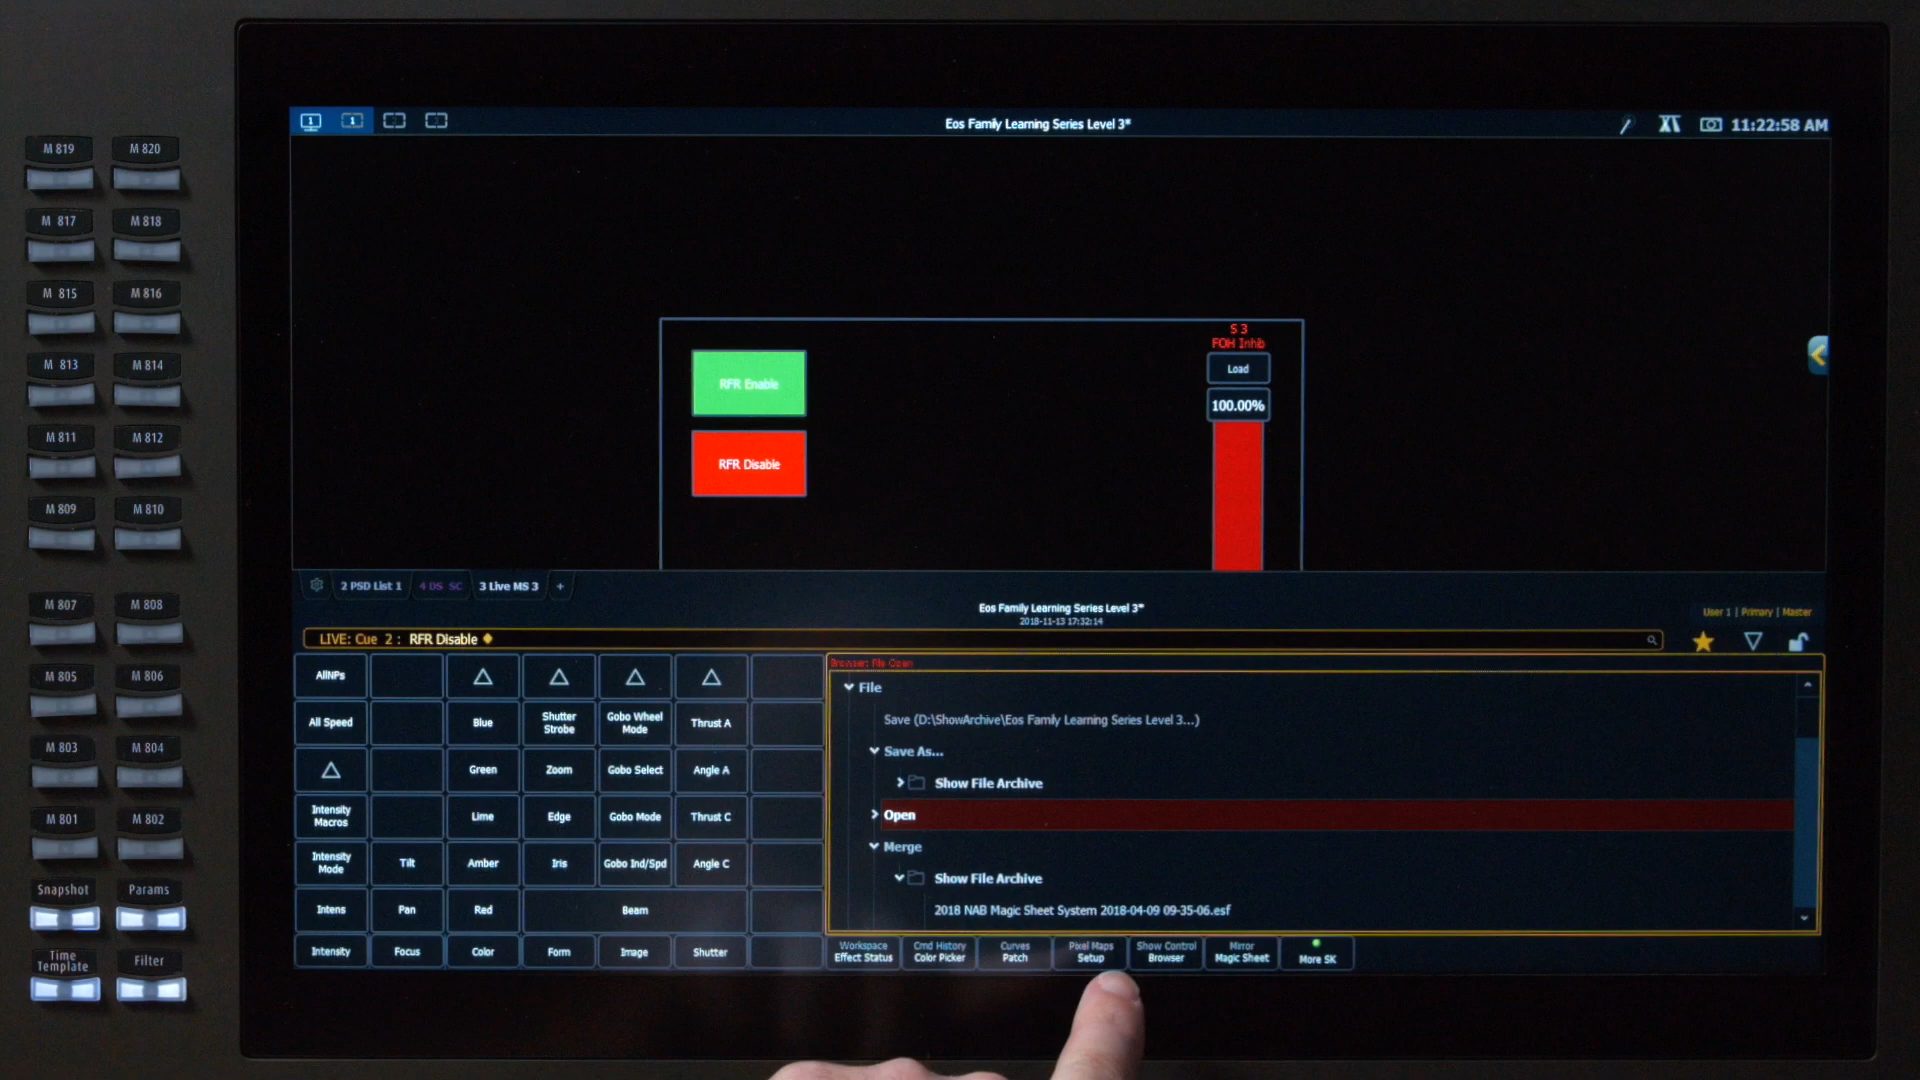 M 819
M 820
M 817
M 818
M 815
M 816
M 813
M 814
M 811
M 812
M 809
M 810
M 807
M 808
M 805
M 806
M 803
M 804
M 801
M 802
Snapshot
Params
Time
Template
Filter
1
1
Eos Family Learning Series Level 3*
11:22:58 AM
RFR Enable
RFR Disable
S 3
FOH Inhib
Load
100.00%
2 PSD List 1
4 DS SC
3 Live MS 3
+
Eos Family Learning Series Level 3*
2018-11-13 17:32:14
User 1 | Primary | Master
LIVE: Cue 2 : RFR Disable
AllNPs
All Speed
Blue
Shutter
Strobe
Gobo Wheel
Mode
Thrust A
Green
Zoom
Gobo Select
Angle A
Intensity
Macros
Lime
Edge
Gobo Mode
Thrust C
Intensity
Mode
Tilt
Amber
Iris
Gobo Ind/Spd
Angle C
Intens
Pan
Red
Beam
Intensity
Focus
Color
Form
Image
Shutter
Browser: File Open
File
Save (D:\ShowArchive\Eos Family Learning Series Level 3...)
Save As...
Show File Archive
Open
Merge
Show File Archive
2018 NAB Magic Sheet System 2018-04-09 09-35-06.esf
Workspace
Effect Status
Cmd History
Color Picker
Curves
Patch
Pixel Maps
Setup
Show Control
Browser
Mirror
Magic Sheet
More SK